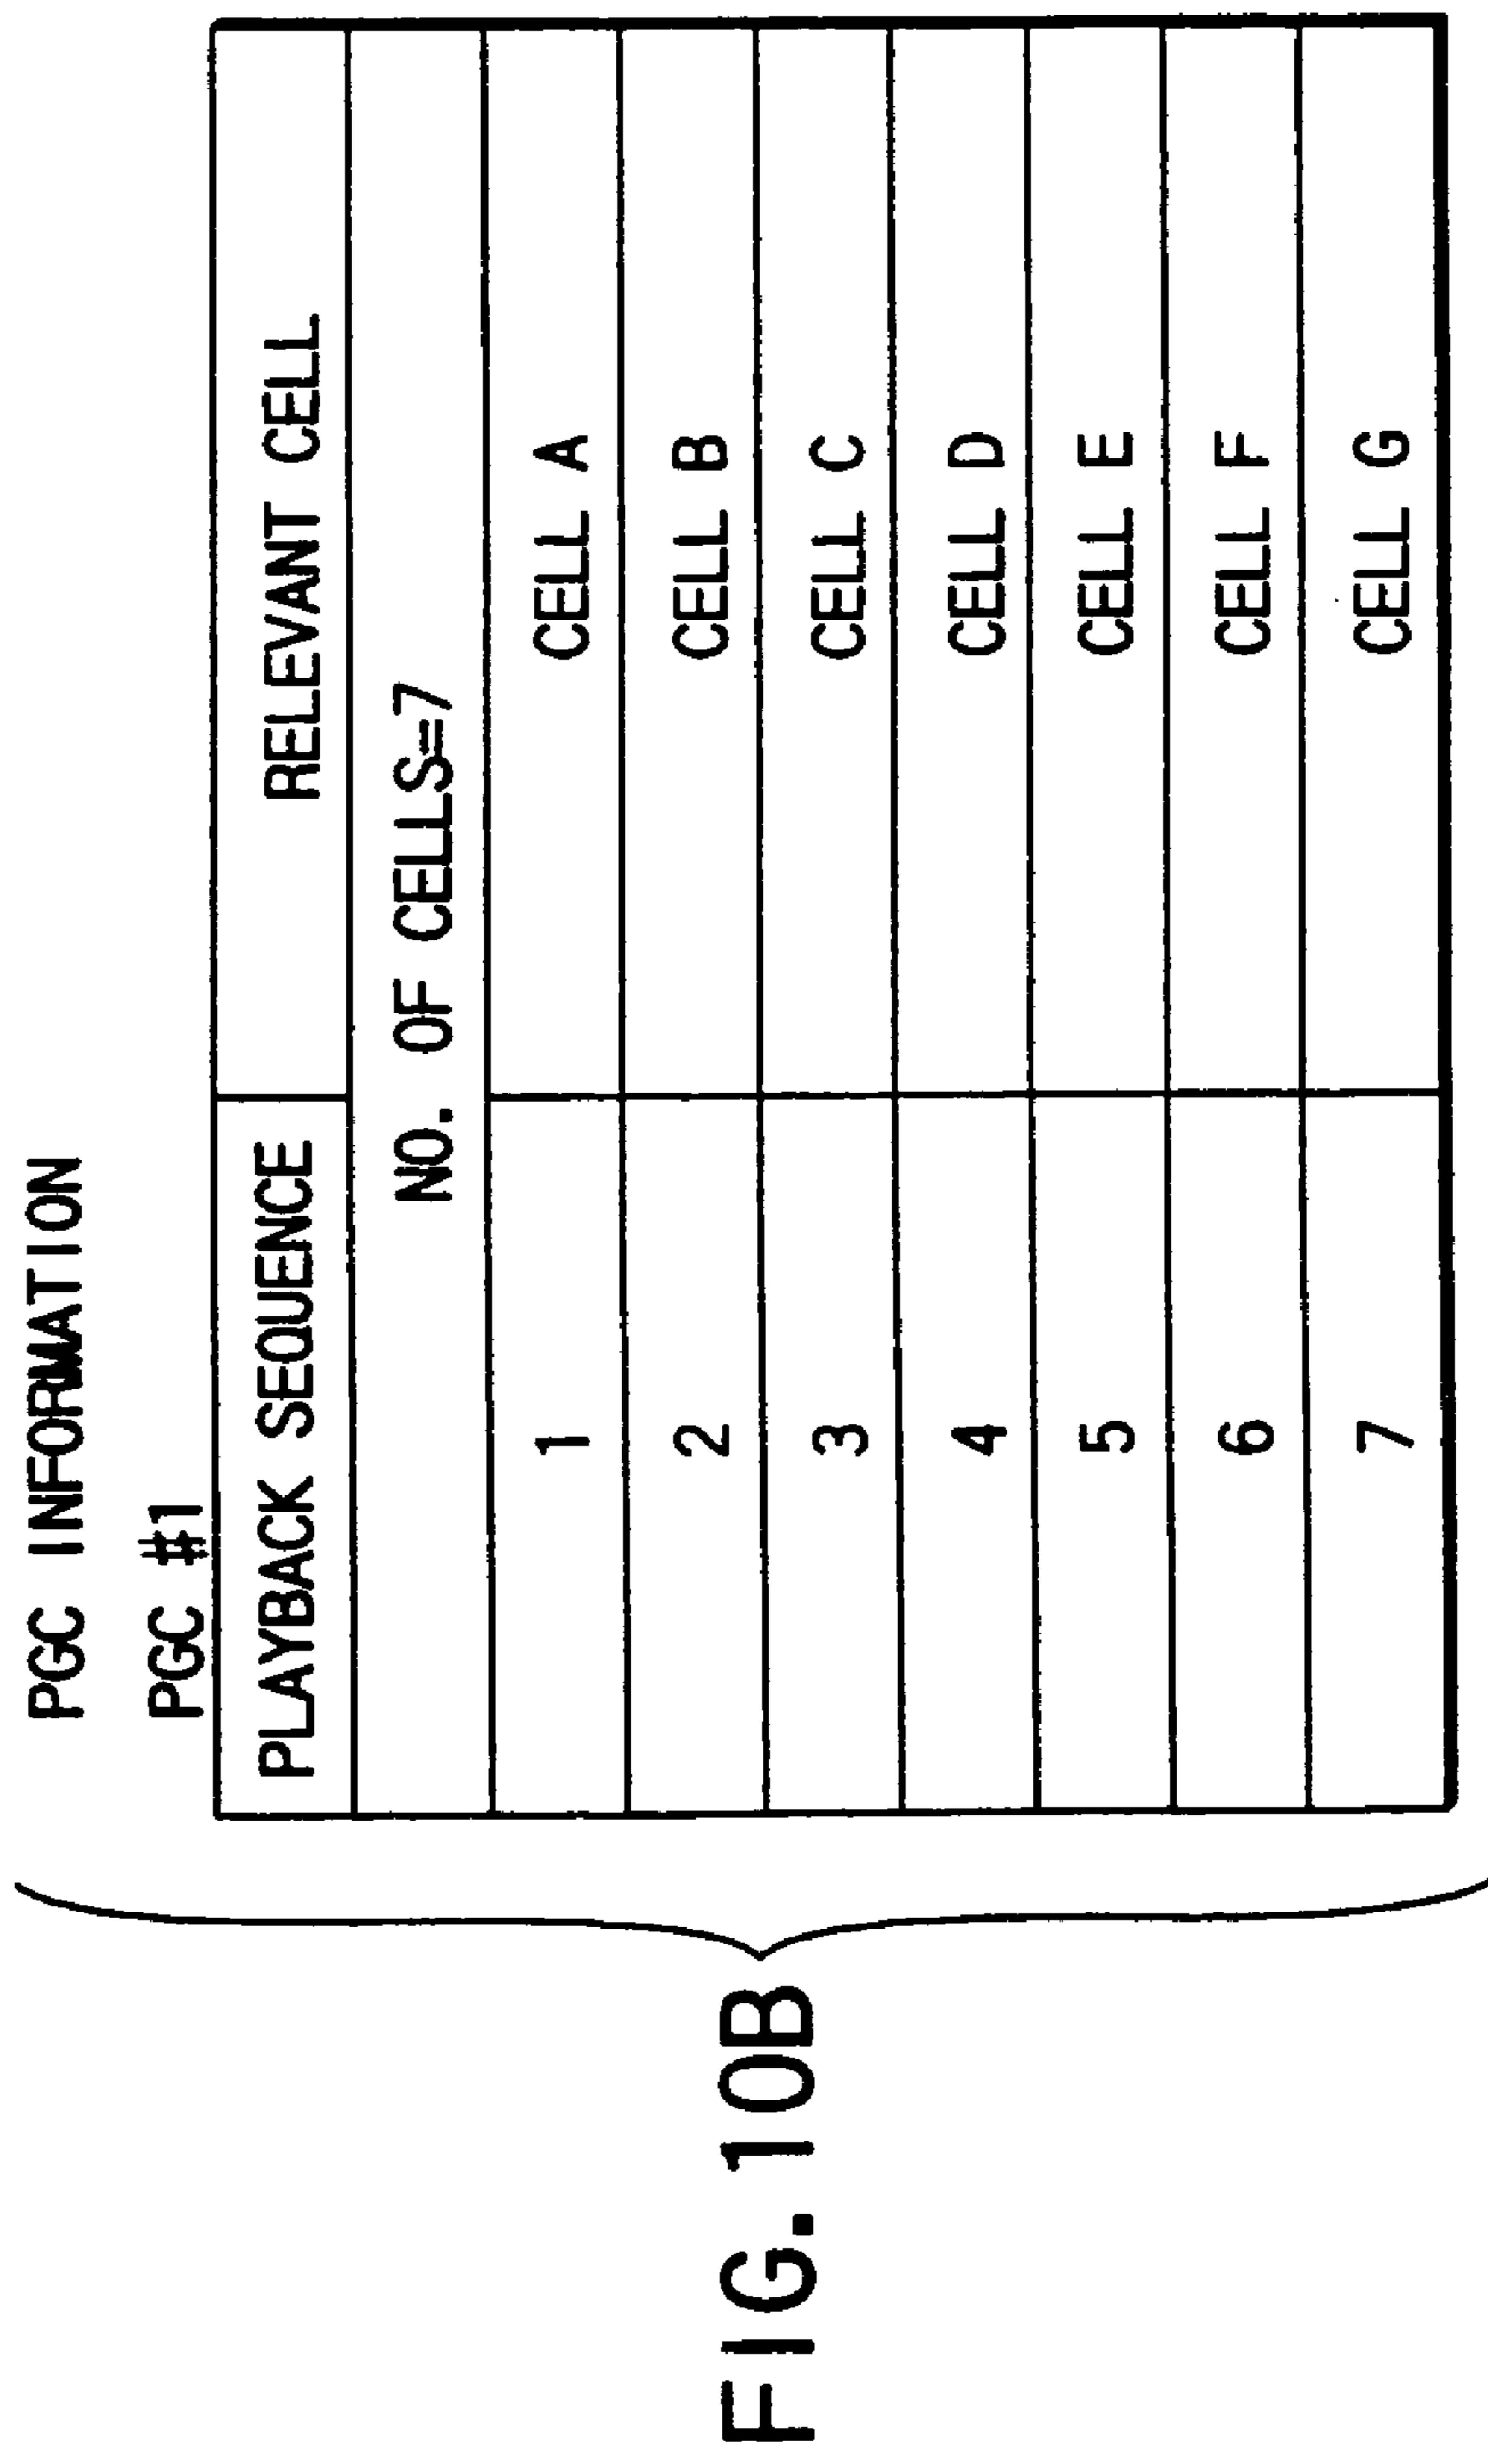 PGC INFORMATION
PGC #1
PLAYBACK SEQUENCE RELEVANT CELL
NO. OF CELLS=7
1 CELL A
2 CELL B
3 CELL C
4 CELL D
5 CELL E
6 CELL F
7 CELL G
FIG. 10B